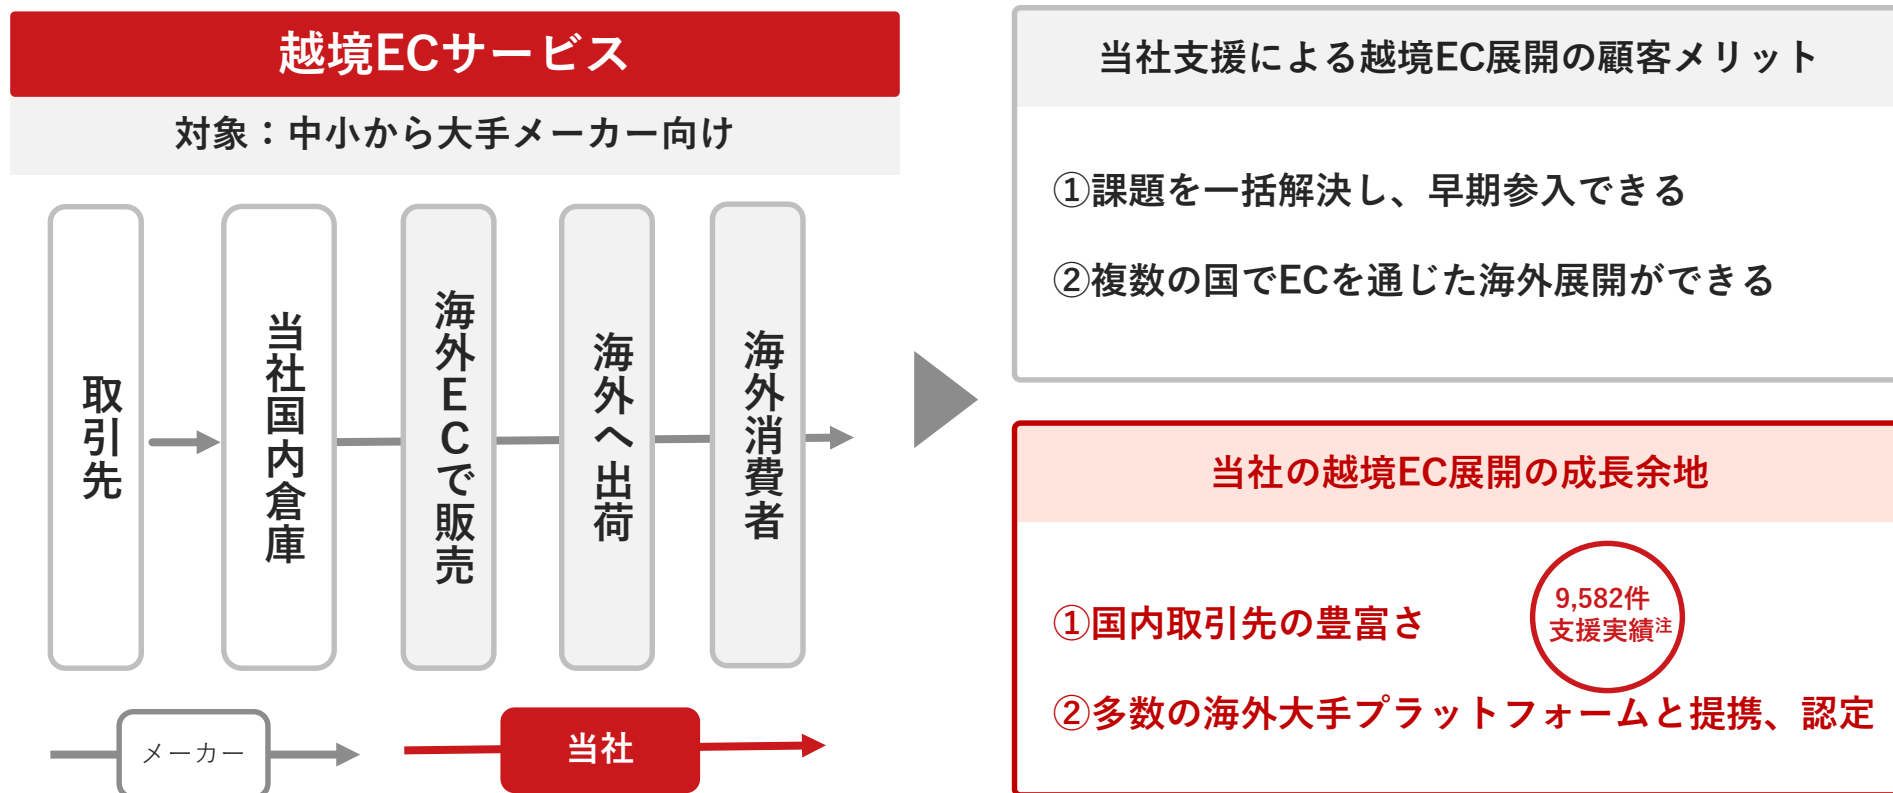 越境ECサービス
対象：中小から大手メーカー向け
取引先
当社国内倉庫
海外ECで販売
海外へ出荷
海外消費者
メーカー
当社
当社支援による越境EC展開の顧客メリット
①課題を一括解決し、早期参入できる
②複数の国でECを通じた海外展開ができる
当社の越境EC展開の成長余地
①国内取引先の豊富さ
9,582件
支援実績注
②多数の海外大手プラットフォームと提携、認定